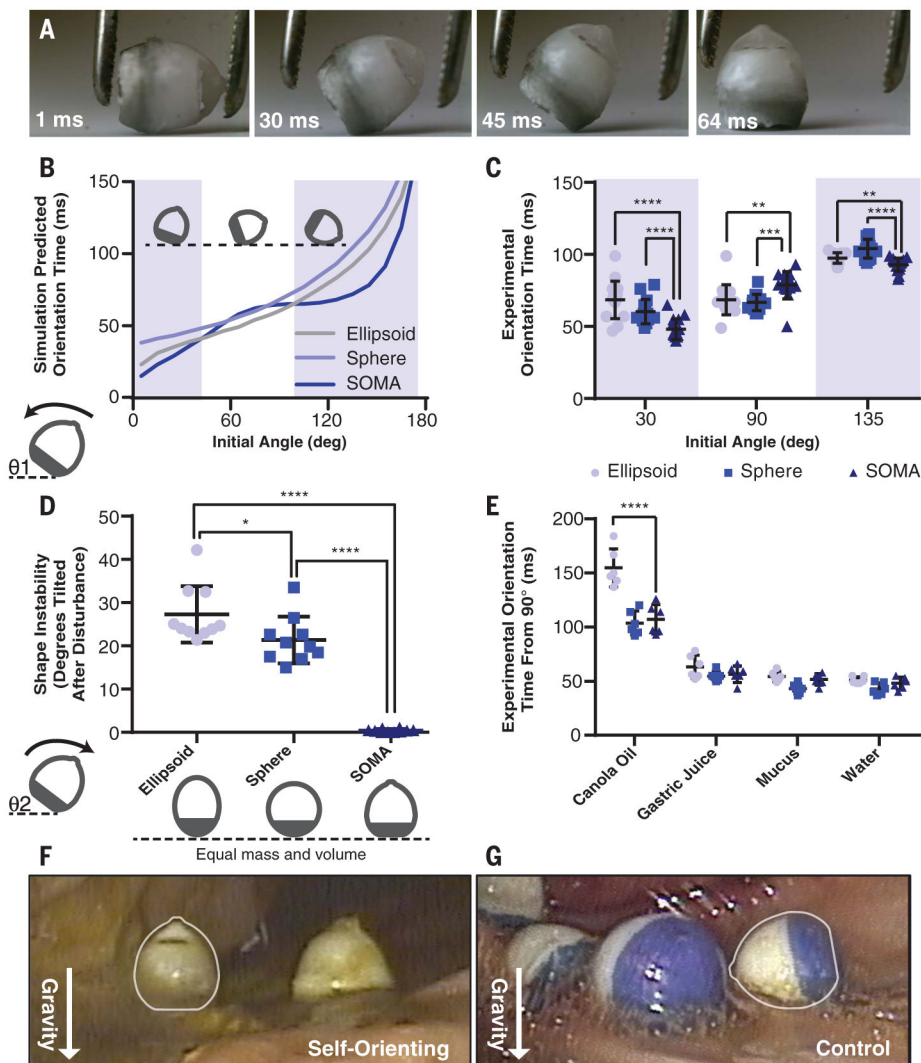 A
1 ms
30 ms
45 ms
64 ms
B
Simulation Predicted
Orientation Time (ms)
150
100
50
0
0
60
120
180
Initial Angle (deg)
Ellipsoid
Sphere
SOMA
θ1
C
Experimental
Orientation Time (ms)
150
100
50
0
****
****
**
***
**
****
30
90
135
Initial Angle (deg)
Ellipsoid
Sphere
SOMA
D
Shape Instability
(Degrees Tilted
After Disturbance)
50
40
30
20
10
0
****
*
****
Ellipsoid
Sphere
SOMA
θ2
Equal mass and volume
E
Experimental Orientation
Time From 90° (ms)
200
150
100
50
0
****
Canola Oil
Gastric Juice
Mucus
Water
F
Gravity
Self-Orienting
G
Gravity
Control